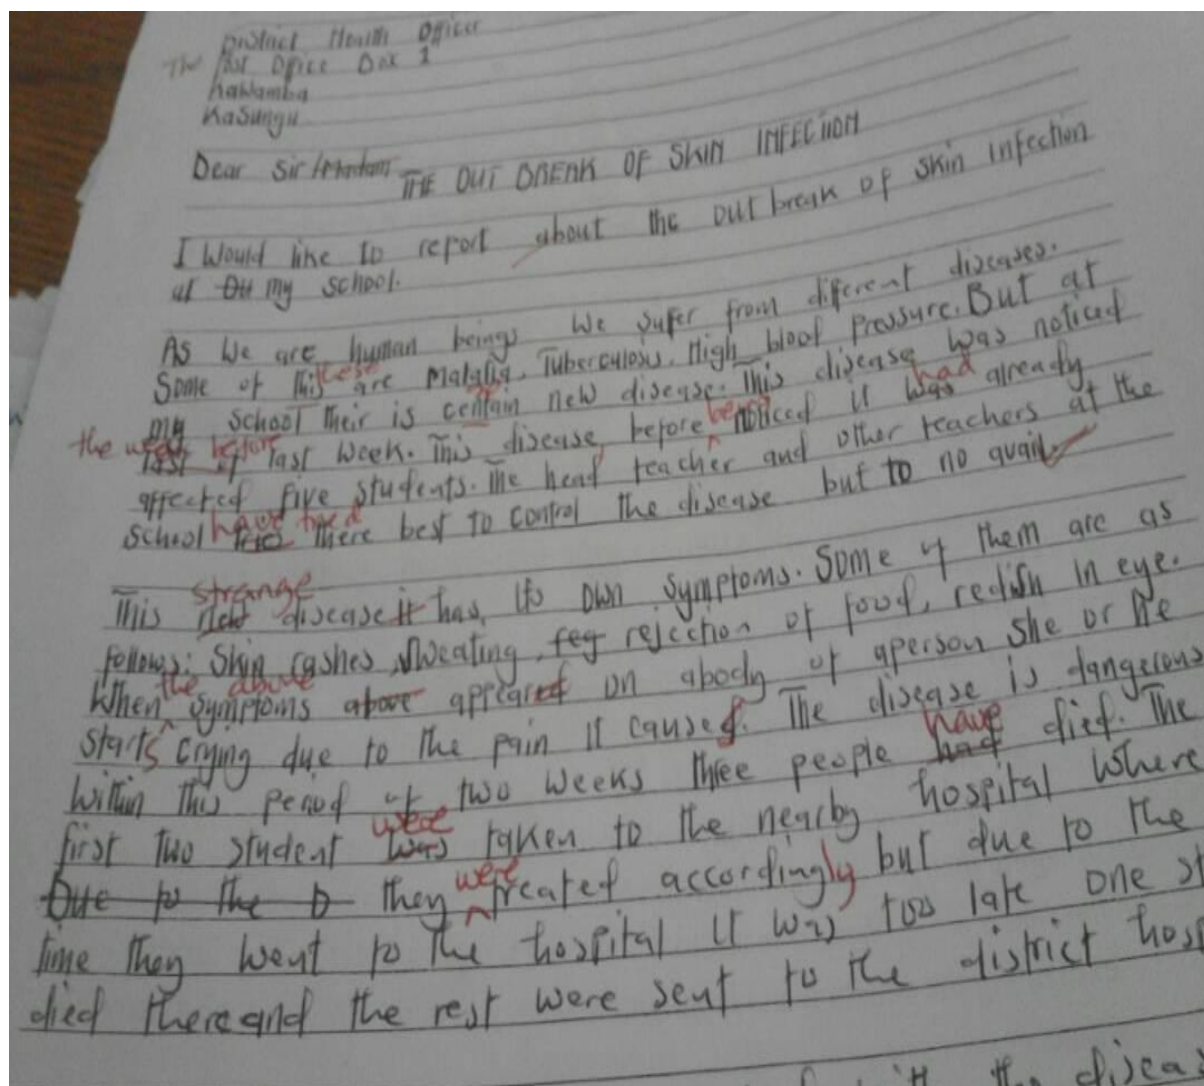 District Health Officer
The Post Office Box 1
Kawamba
Kasungu
Dear Sir/Madam
THE OUT BREAK OF SKIN INFECTION
I Would like to report about the out break of skin infection
at my school.
As We are human beings We sufer from diferent diseases.
Some of this these are Malaria, Tuberculosis, High bloof pressure. But at
my school their is certain new disease. This disease was noticed
the week before last of last week. This disease, before being noticed it was had already
affected five students. The head teacher and other teachers at the
school have tried there best to control the disease but to no avail.
This strange disease it has its own symptoms. Some of them are as
follows: Skin rashes, Sweating, rejection of food, redish in eye.
When the above symptoms above appeared on abody of aperson She or He
starts crying due to the pain it caused. The disease is dangerous
Within this period of two weeks three people had have died. The
first two student was were taken to the nearby hospital Where
Due to the D they were treated accordingly but due to the
time they went to the hospital it was too late one st
died there and the rest were sent to the district hosp
the diseas